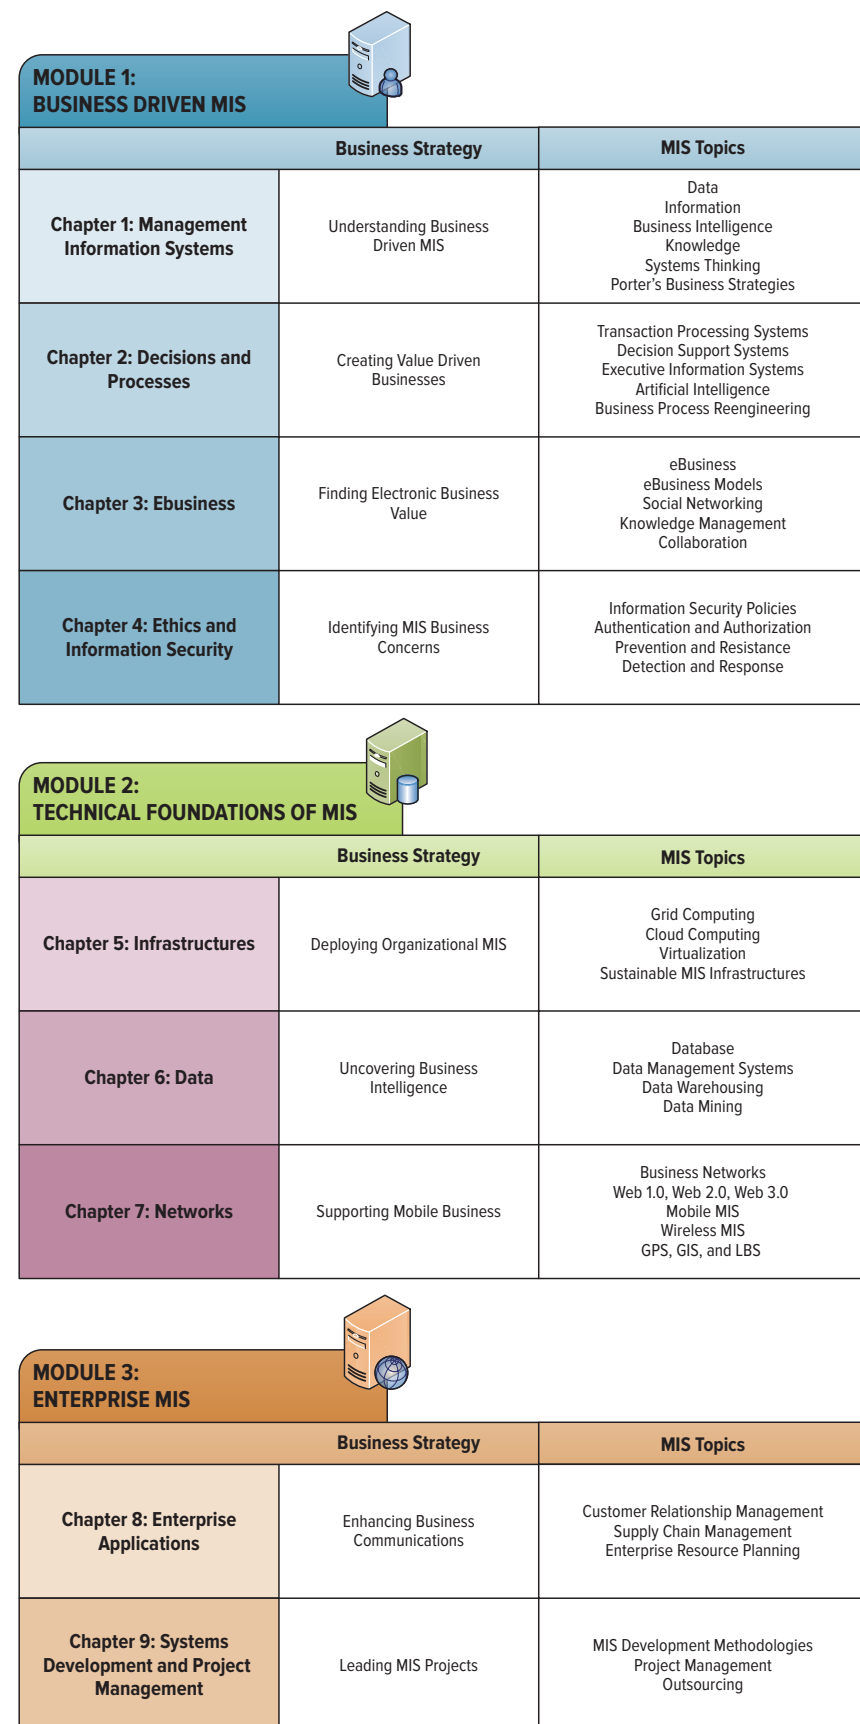 MODULE 1:
BUSINESS DRIVEN MIS
Business Strategy
MIS Topics
Chapter 1: Management
Information Systems
Understanding Business
Driven MIS
Data
Information
Business Intelligence
Knowledge
Systems Thinking
Porter's Business Strategies
Chapter 2: Decisions and
Processes
Creating Value Driven
Businesses
Transaction Processing Systems
Decision Support Systems
Executive Information Systems
Artificial Intelligence
Business Process Reengineering
Chapter 3: Ebusiness
Finding Electronic Business
Value
eBusiness
eBusiness Models
Social Networking
Knowledge Management
Collaboration
Chapter 4: Ethics and
Information Security
Identifying MIS Business
Concerns
Information Security Policies
Authentication and Authorization
Prevention and Resistance
Detection and Response
MODULE 2:
TECHNICAL FOUNDATIONS OF MIS
Business Strategy
MIS Topics
Chapter 5: Infrastructures
Deploying Organizational MIS
Grid Computing
Cloud Computing
Virtualization
Sustainable MIS Infrastructures
Chapter 6: Data
Uncovering Business
Intelligence
Database
Data Management Systems
Data Warehousing
Data Mining
Chapter 7: Networks
Supporting Mobile Business
Business Networks
Web 1.0, Web 2.0, Web 3.0
Mobile MIS
Wireless MIS
GPS, GIS, and LBS
MODULE 3:
ENTERPRISE MIS
Business Strategy
MIS Topics
Chapter 8: Enterprise
Applications
Enhancing Business
Communications
Customer Relationship Management
Supply Chain Management
Enterprise Resource Planning
Chapter 9: Systems
Development and Project
Management
Leading MIS Projects
MIS Development Methodologies
Project Management
Outsourcing